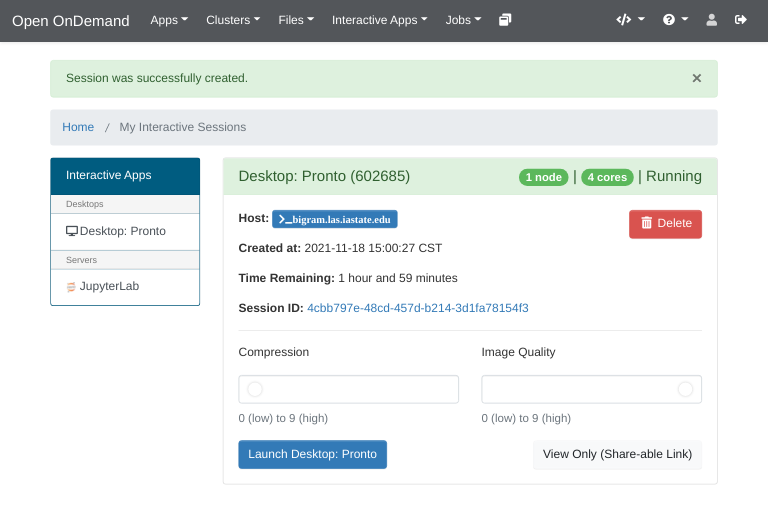 Open OnDemand Apps Clusters Files Interactive Apps Jobs
Session was successfully created. ×
Home / My Interactive Sessions
Interactive Apps
Desktops
Desktop: Pronto
Servers
JupyterLab
Desktop: Pronto (602685) 1 node | 4 cores | Running
Host: >_bigram.las.iastate.edu Delete
Created at: 2021-11-18 15:00:27 CST
Time Remaining: 1 hour and 59 minutes
Session ID: 4cbb797e-48cd-457d-b214-3d1fa78154f3
Compression Image Quality
0 (low) to 9 (high) 0 (low) to 9 (high)
Launch Desktop: Pronto View Only (Share-able Link)